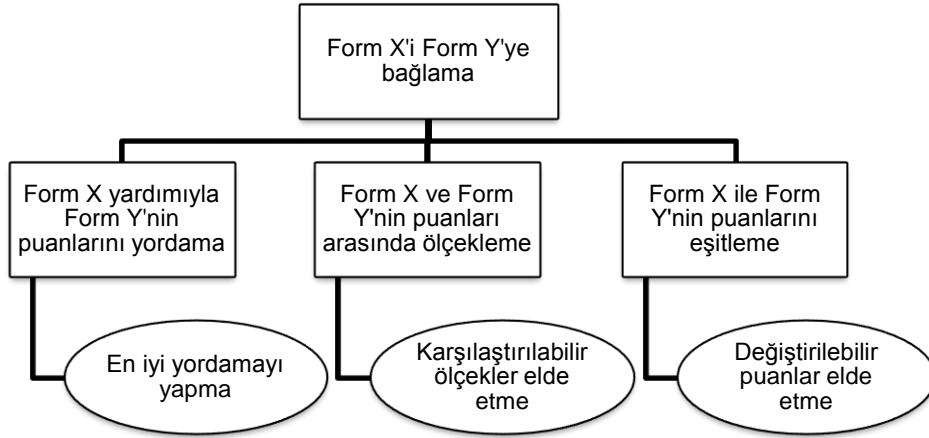 Form X'i Form Y'ye
bağlama
Form X yardımıyla
Form Y'nin
puanlarını yordama
Form X ve Form
Y'nin puanları
arasında ölçekleme
Form X ile Form
Y'nin puanlarını
eşitleme
En iyi yordamayı
yapma
Karşılaştırılabilir
ölçekler elde
etme
Değiştirilebilir
puanlar elde
etme